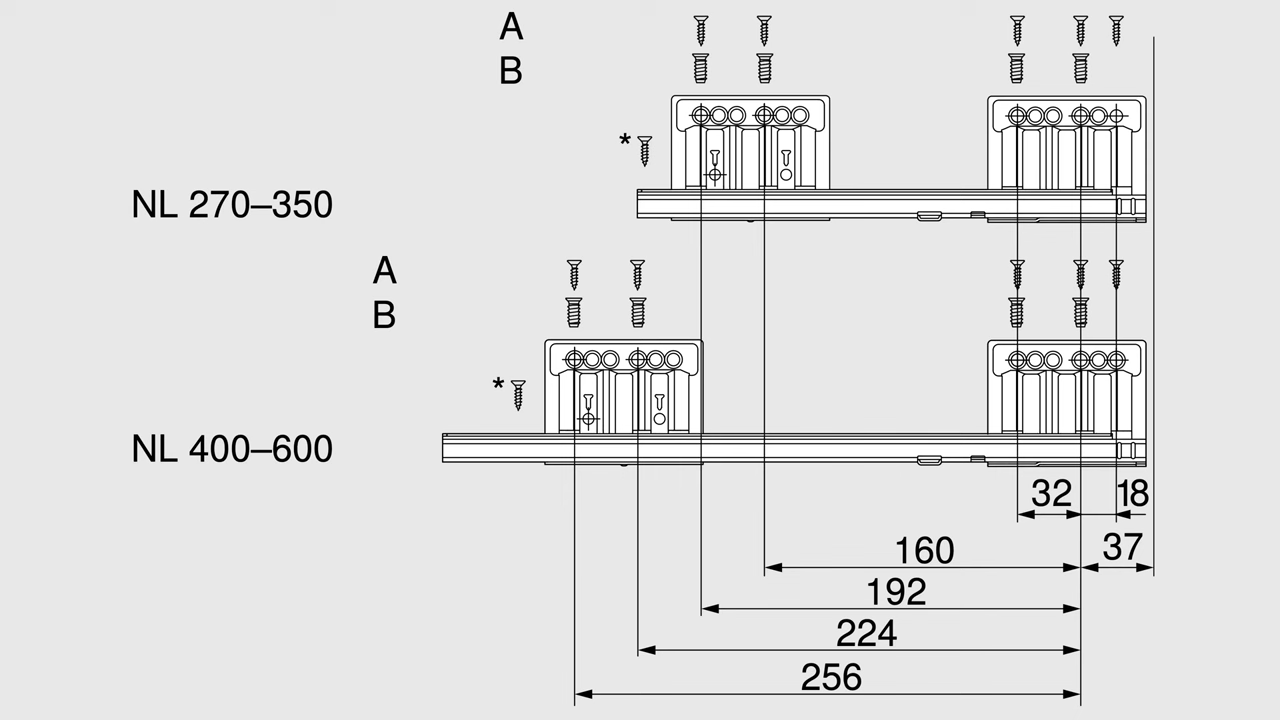 A
B
*
NL 270–350
A
B
*
NL 400–600
32
18
160
37
192
224
256